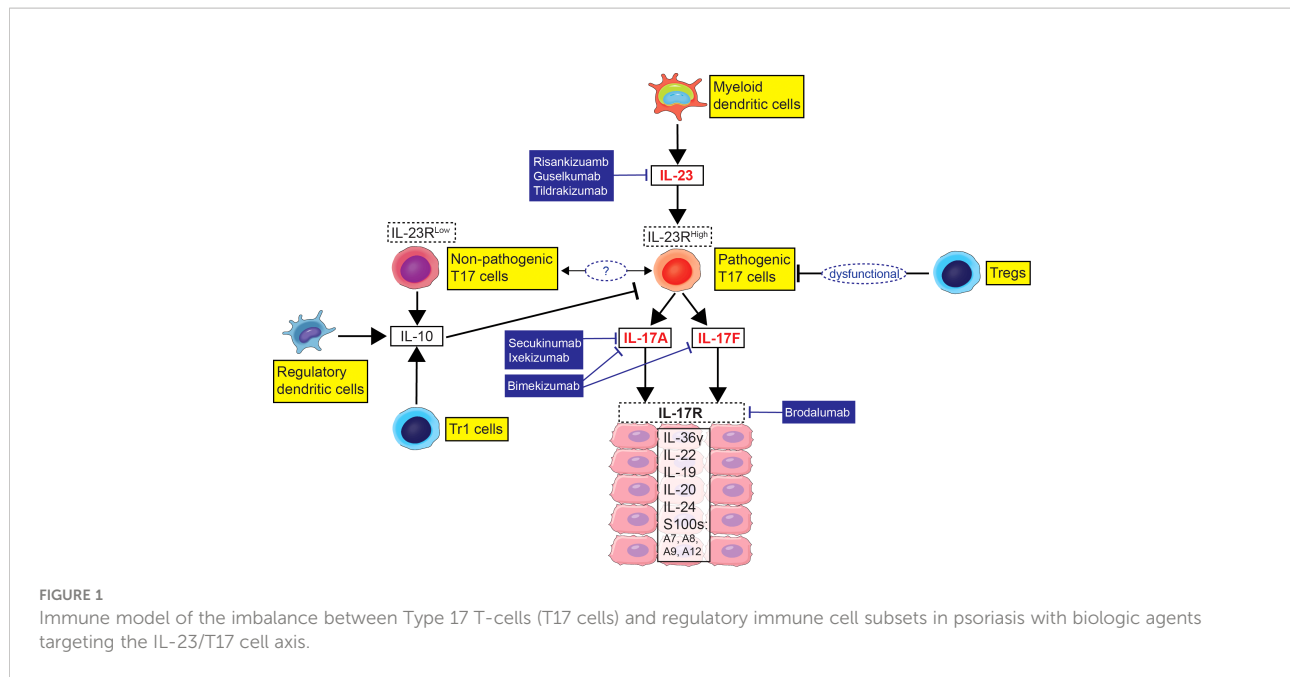 Myeloid
dendritic cells
Risankizuamb
Guselkumab
Tildrakizumab
IL-23
IL-23RLow
IL-23RHigh
Non-pathogenic
T17 cells
?
Pathogenic
T17 cells
dysfunctional
Tregs
IL-10
Regulatory
dendritic cells
Tr1 cells
Secukinumab
Ixekizumab
IL-17A
IL-17F
Bimekizumab
IL-17R
Brodalumab
IL-36γ
IL-22
IL-19
IL-20
IL-24
S100s:
A7, A8,
A9, A12
FIGURE 1
Immune model of the imbalance between Type 17 T-cells (T17 cells) and regulatory immune cell subsets in psoriasis with biologic agents
targeting the IL-23/T17 cell axis.